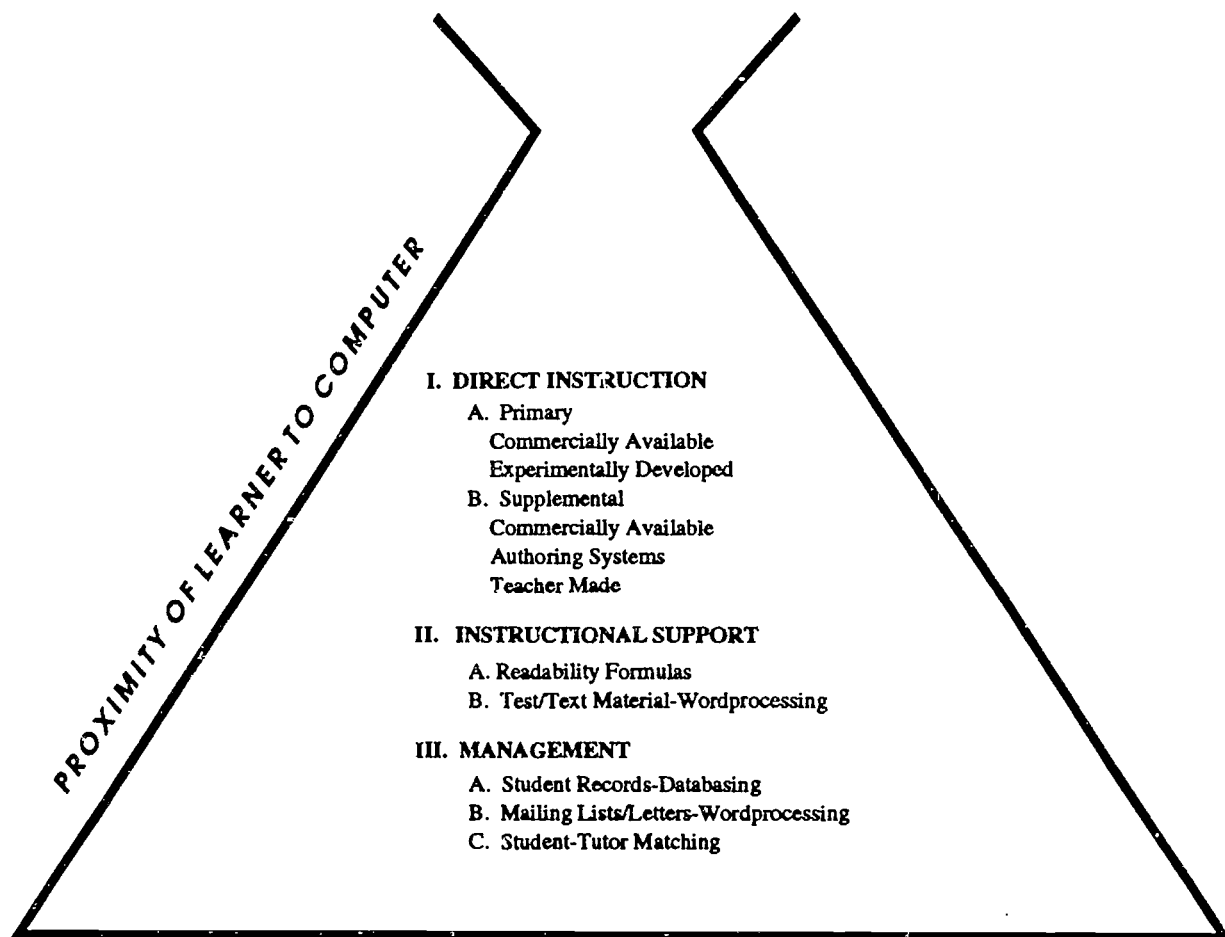 PROXIMITY OF LEARNER TO COMPUTER
I. DIRECT INSTRUCTION
A. Primary
Commercially Available
Experimentally Developed
B. Supplemental
Commercially Available
Authoring Systems
Teacher Made
II. INSTRUCTIONAL SUPPORT
A. Readability Formulas
B. Test/Text Material-Wordprocessing
III. MANAGEMENT
A. Student Records-Databasing
B. Mailing Lists/Letters-Wordprocessing
C. Student-Tutor Matching